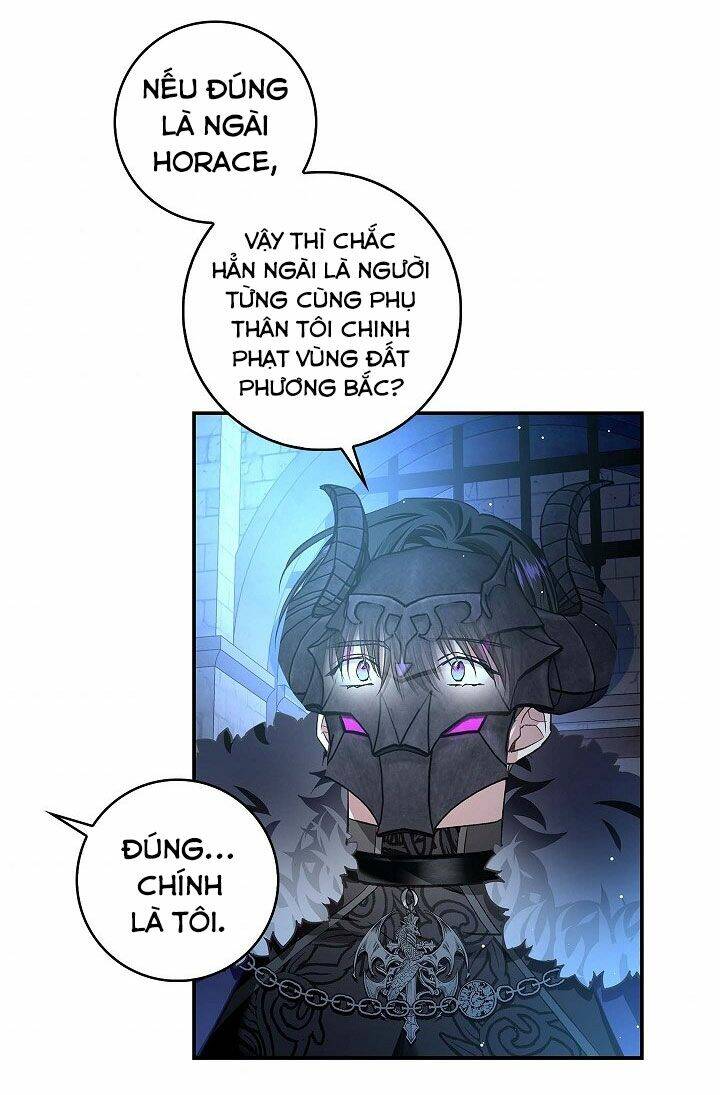 NẾU ĐÚNG
LÀ NGÀI
HORACE,
VẬY THÌ CHẮC
HẲN NGÀI LÀ NGƯỜI
TỪNG CÙNG PHỤ
THÂN TÔI CHINH
PHẠT VÙNG ĐẤT
PHƯƠNG BẮC?
ĐÚNG...
CHÍNH
LÀ TÔI.